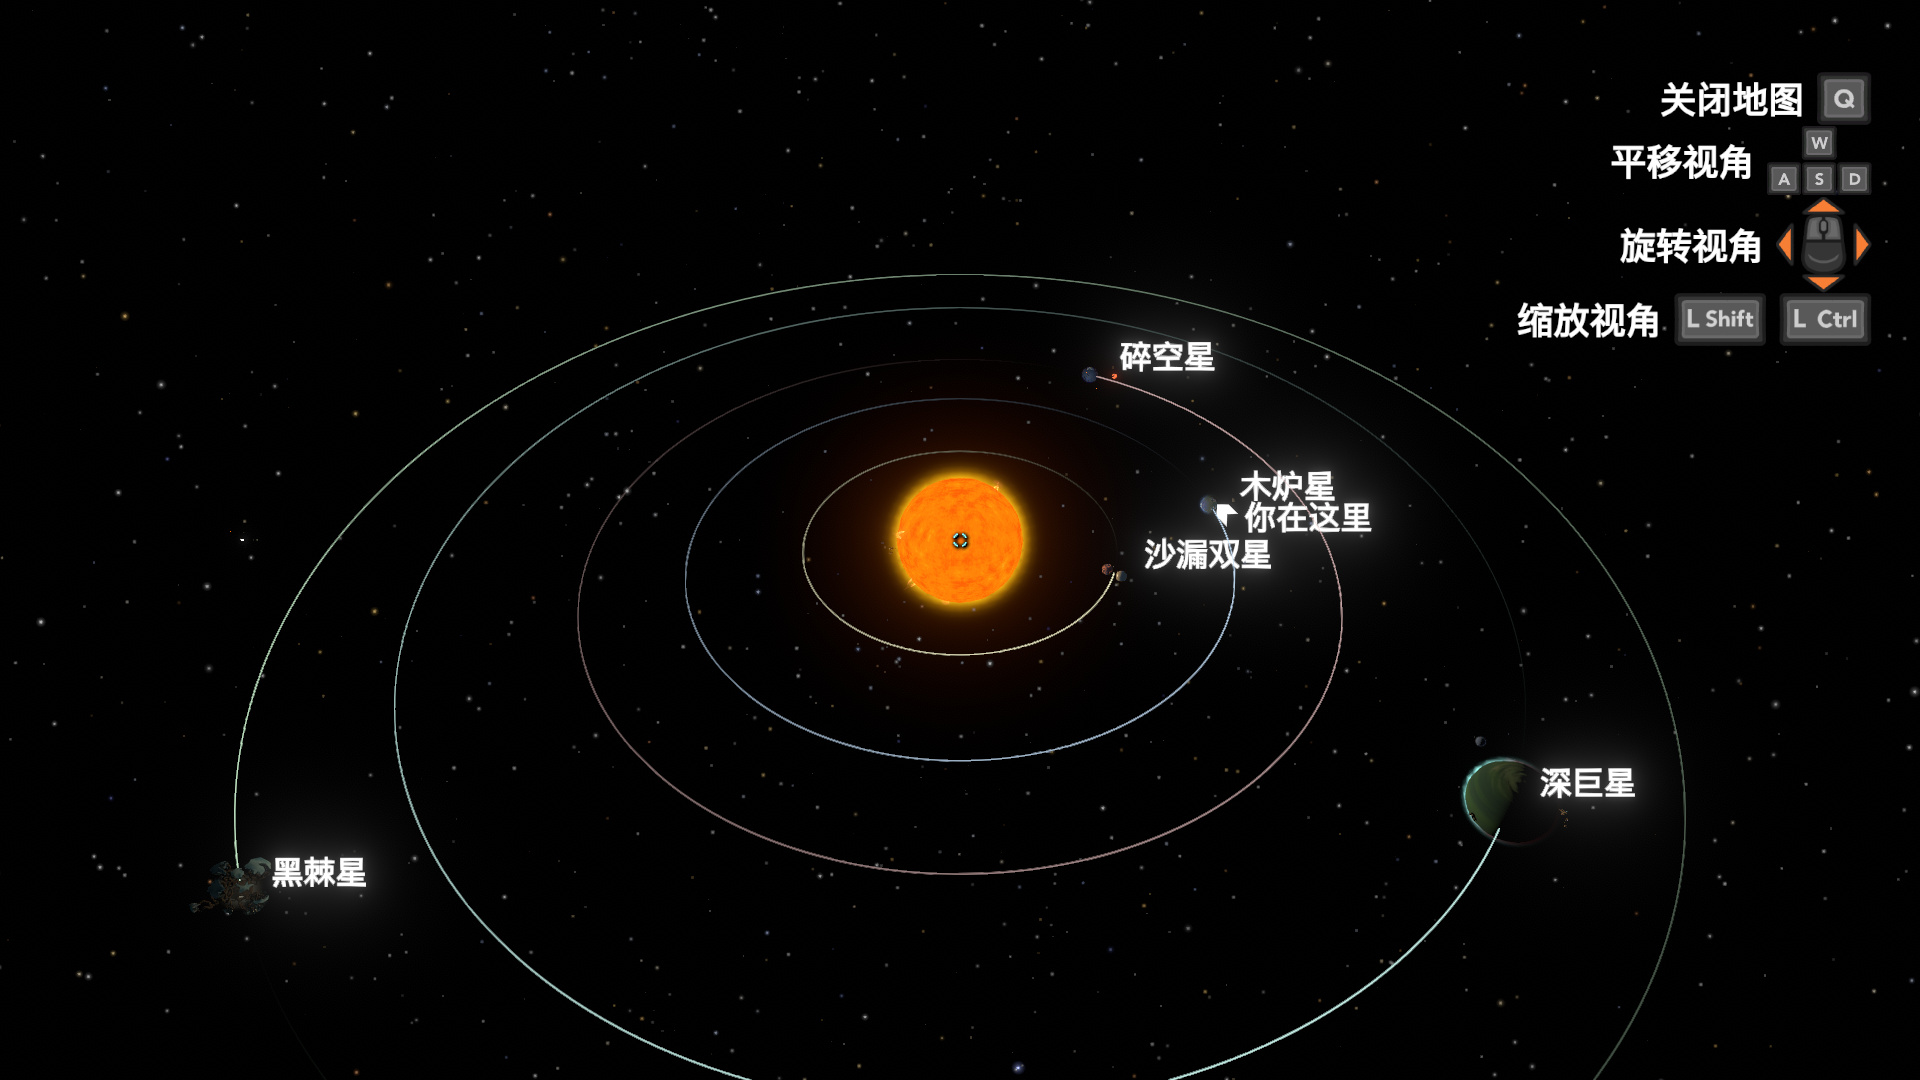 关闭地图 Q
平移视角 W
A S D
旋转视角
缩放视角 L Shift L Ctrl
碎空星
木炉星
你在这里
沙漏双星
深巨星
黑棘星